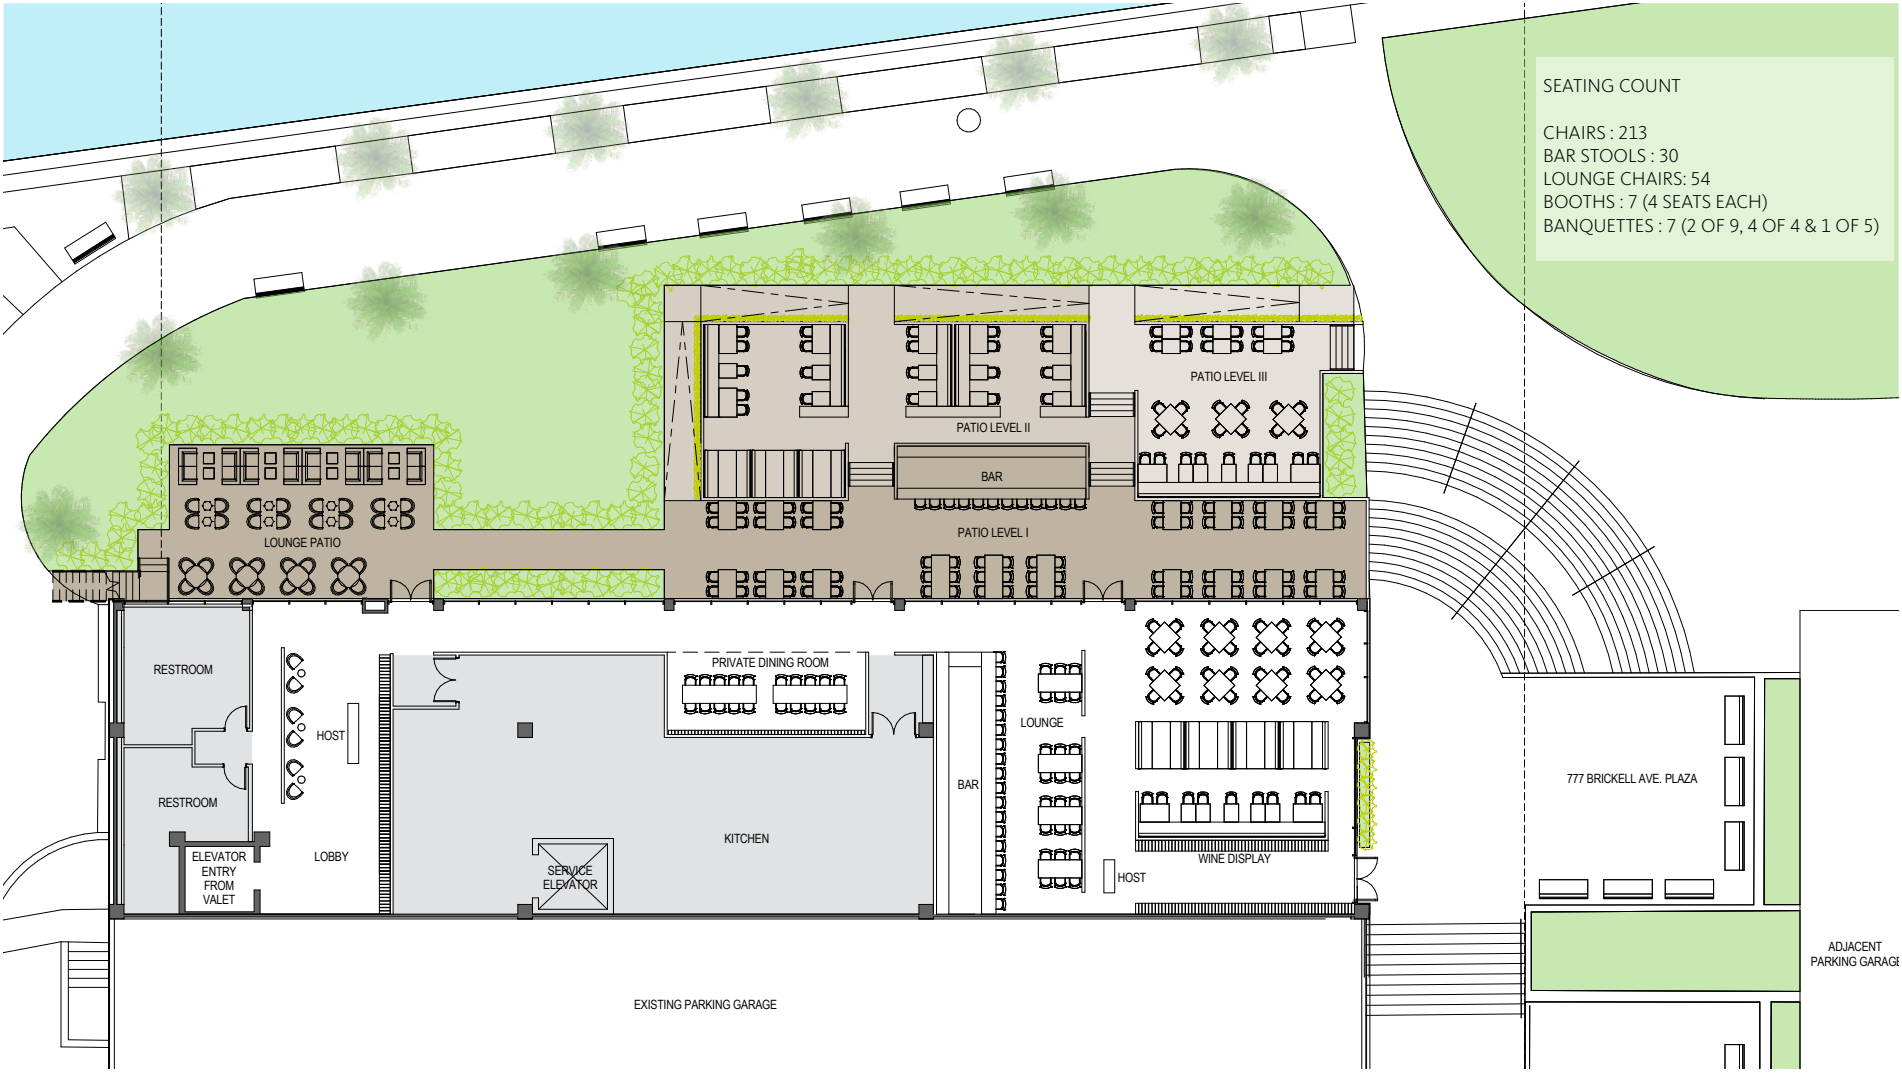 SEATING COUNT
CHAIRS : 213
BAR STOOLS : 30
LOUNGE CHAIRS: 54
BOOTHS : 7 (4 SEATS EACH)
BANQUETTES : 7 (2 OF 9, 4 OF 4 & 1 OF 5)
PATIO LEVEL III
PATIO LEVEL II
BAR
PATIO LEVEL I
LOUNGE PATIO
RESTROOM
PRIVATE DINING ROOM
HOST
LOUNGE
RESTROOM
BAR
777 BRICKELL AVE. PLAZA
KITCHEN
LOBBY
ELEVATOR
ENTRY
FROM
VALET
SERVICE
ELEVATOR
WINE DISPLAY
HOST
ADJACENT
PARKING GARAGE
EXISTING PARKING GARAGE